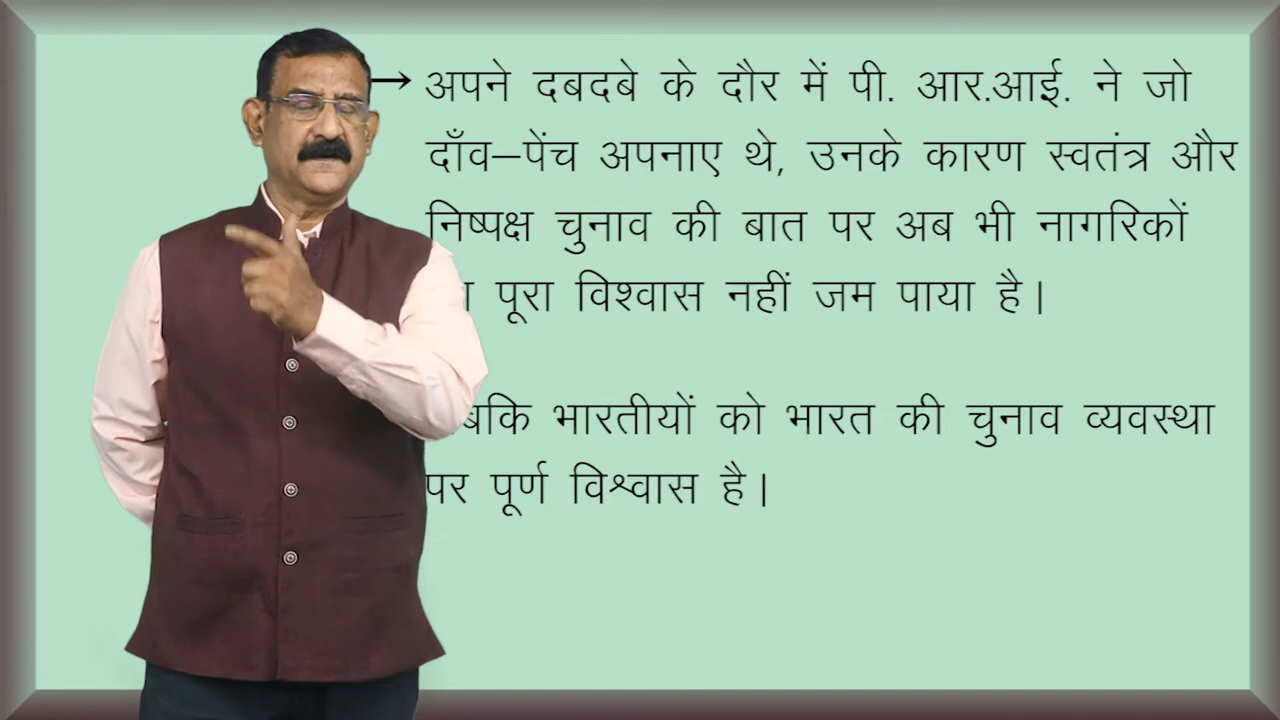 → अपने दबदबे के दौर में पी. आर.आई. ने जो
दाँव–पेंच अपनाए थे, उनके कारण स्वतंत्र और
निष्पक्ष चुनाव की बात पर अब भी नागरिकों
पूरा विश्वास नहीं जम पाया है।
भारतीयों को भारत की चुनाव व्यवस्था
पर पूर्ण विश्वास है।